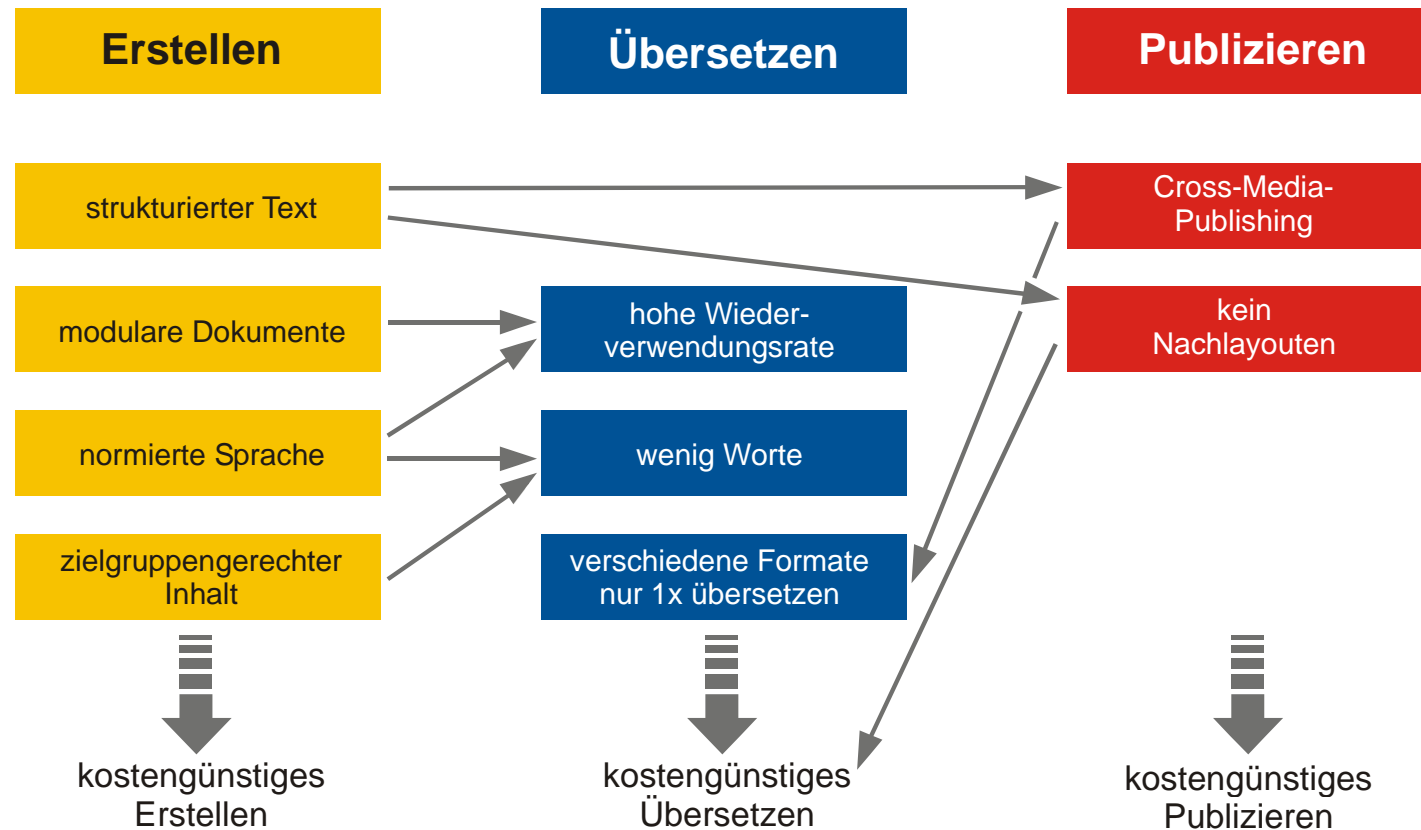 Erstellen
Übersetzen
Publizieren
strukturierter Text
Cross-Media-
Publishing
modulare Dokumente
hohe Wieder-
verwendungsrate
kein
Nachlayouten
normierte Sprache
wenig Worte
zielgruppengerechter
Inhalt
verschiedene Formate
nur 1x übersetzen
kostengünstiges
Erstellen
kostengünstiges
Übersetzen
kostengünstiges
Publizieren